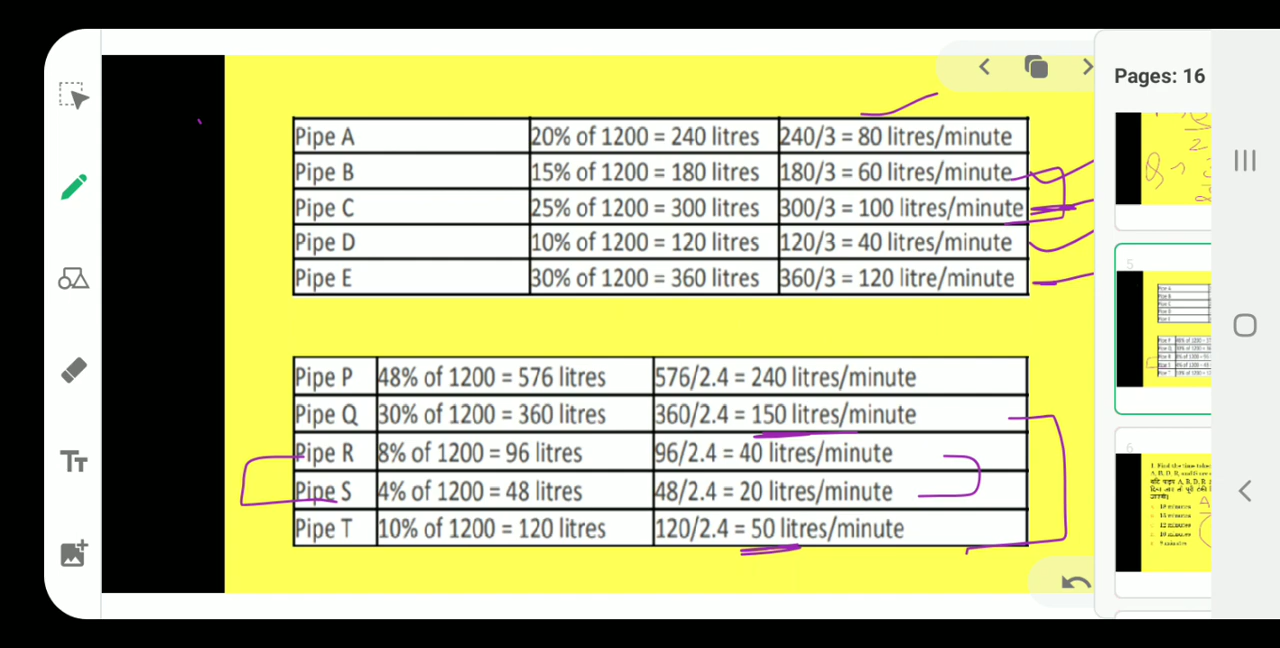 Pages: 16
Pipe A 20% of 1200 = 240 litres 240/3 = 80 litres/minute
Pipe B 15% of 1200 = 180 litres 180/3 = 60 litres/minute
Pipe C 25% of 1200 = 300 litres 300/3 = 100 litres/minute
Pipe D 10% of 1200 = 120 litres 120/3 = 40 litres/minute
Pipe E 30% of 1200 = 360 litres 360/3 = 120 litre/minute
Pipe P 48% of 1200 = 576 litres 576/2.4 = 240 litres/minute
Pipe Q 30% of 1200 = 360 litres 360/2.4 = 150 litres/minute
Pipe R 8% of 1200 = 96 litres 96/2.4 = 40 litres/minute
Pipe S 4% of 1200 = 48 litres 48/2.4 = 20 litres/minute
Pipe T 10% of 1200 = 120 litres 120/2.4 = 50 litres/minute
Tт
5
6